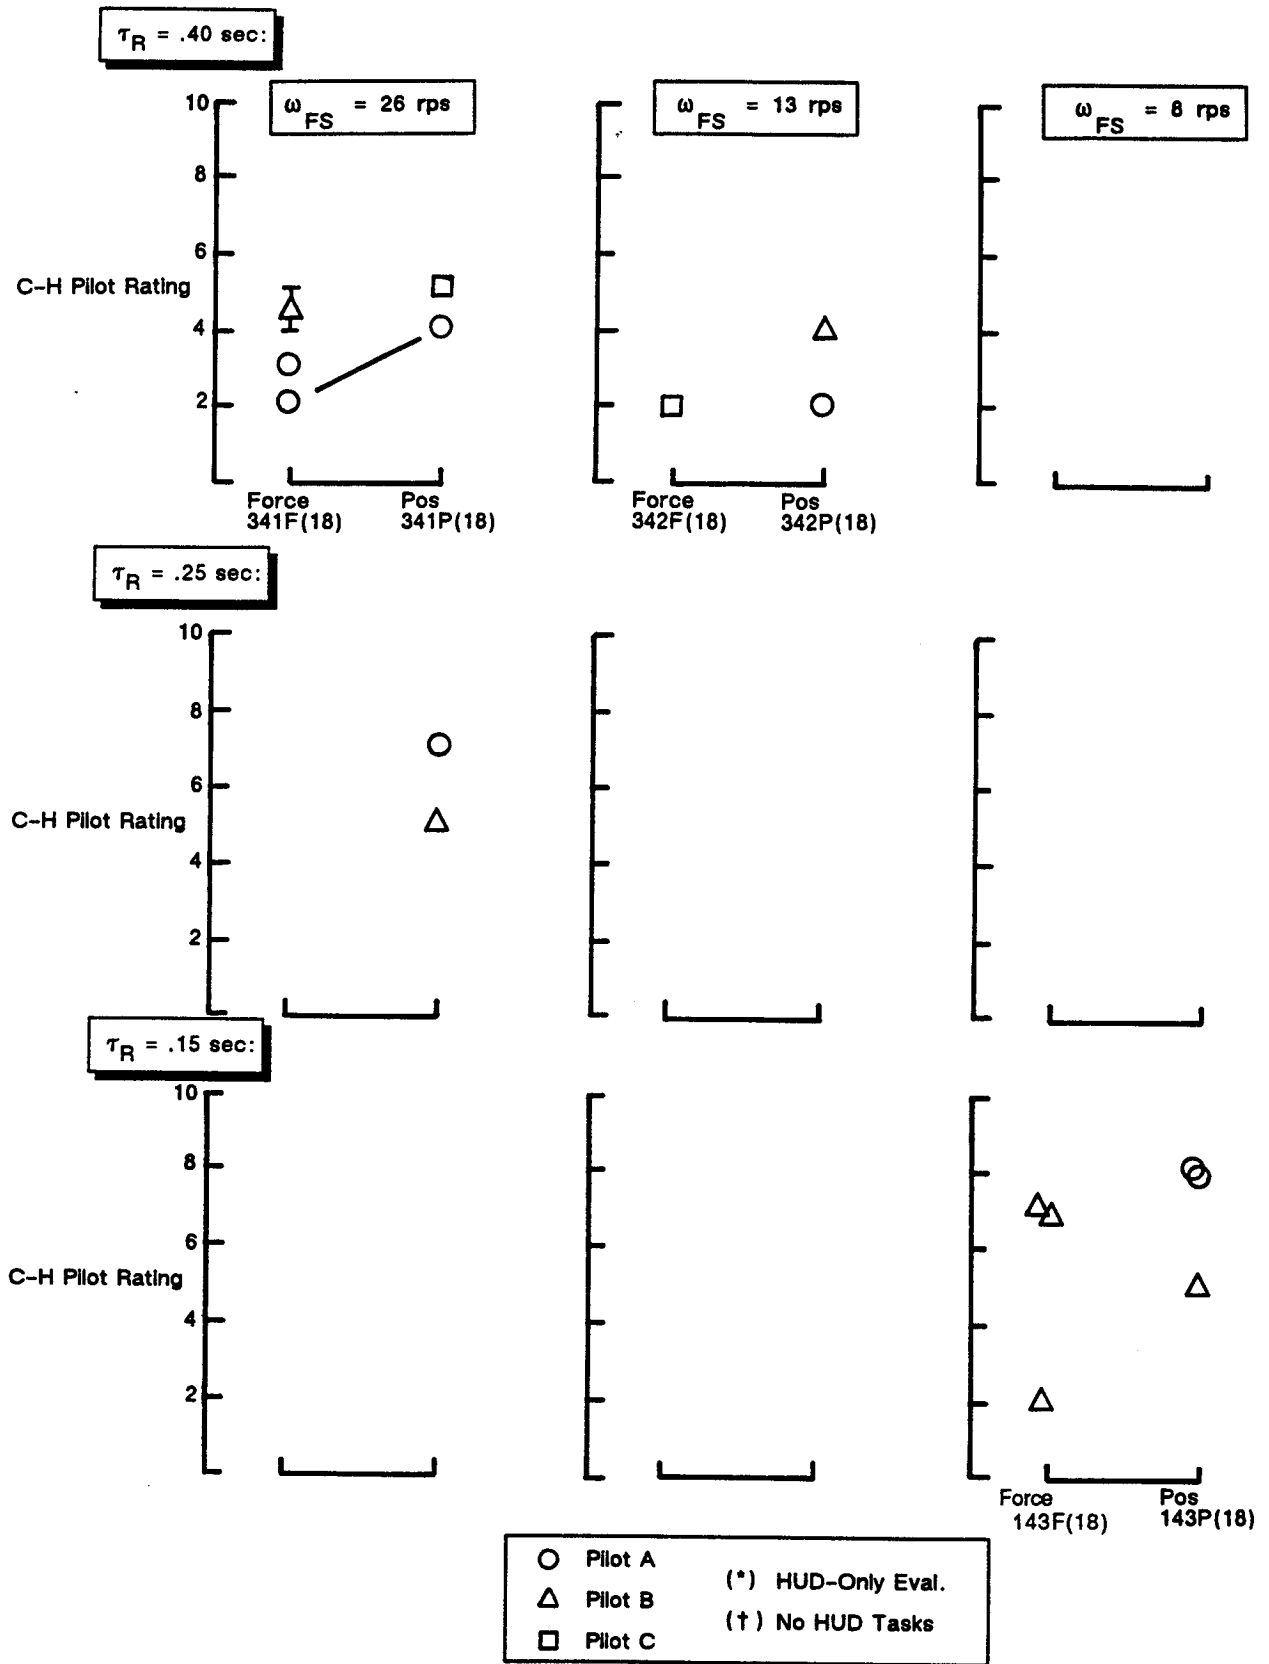 τR = .40 sec:
ωFS = 26 rps
ωFS = 13 rps
ωFS = 8 rps
10
8
6
C-H Pilot Rating
4
2
Force
341F(18)
Pos
341P(18)
Force
342F(18)
Pos
342P(18)
τR = .25 sec:
10
8
6
C-H Pilot Rating
4
2
τR = .15 sec:
10
8
6
C-H Pilot Rating
4
2
Force
143F(18)
Pos
143P(18)
Pilot A
Pilot B
Pilot C
(*) HUD-Only Eval.
(†) No HUD Tasks